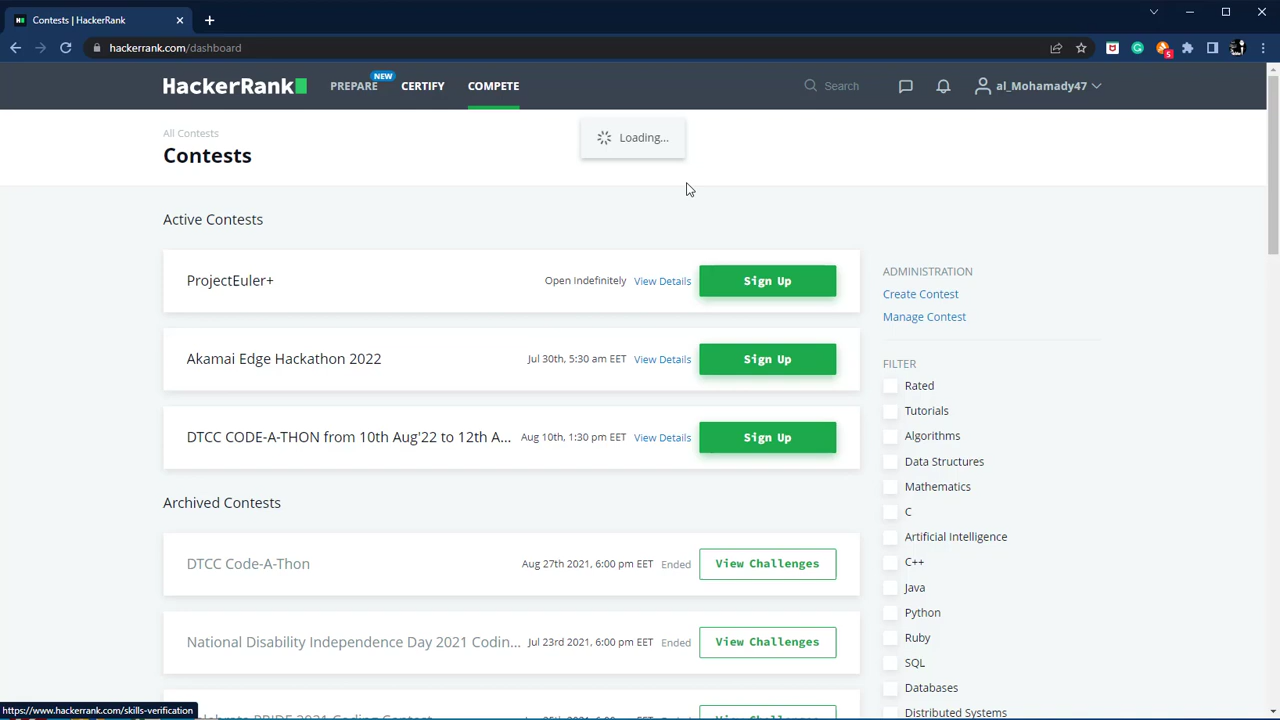 Contests | HackerRank
hackerrank.com/dashboard
5
HackerRank PREPARE NEW CERTIFY COMPETE Search al_Mohamady47
All Contests
Contests
Loading...
Active Contests
ProjectEuler+ Open Indefinitely View Details Sign Up
Akamai Edge Hackathon 2022 Jul 30th, 5:30 am EET View Details Sign Up
DTCC CODE-A-THON from 10th Aug'22 to 12th A... Aug 10th, 1:30 pm EET View Details Sign Up
Archived Contests
DTCC Code-A-Thon Aug 27th 2021, 6:00 pm EET Ended View Challenges
National Disability Independence Day 2021 Codin... Jul 23rd 2021, 6:00 pm EET Ended View Challenges
ADMINISTRATION
Create Contest
Manage Contest
FILTER
Rated
Tutorials
Algorithms
Data Structures
Mathematics
C
Artificial Intelligence
C++
Java
Python
Ruby
SQL
Databases
Distributed Systems
https://www.hackerrank.com/skills-verification